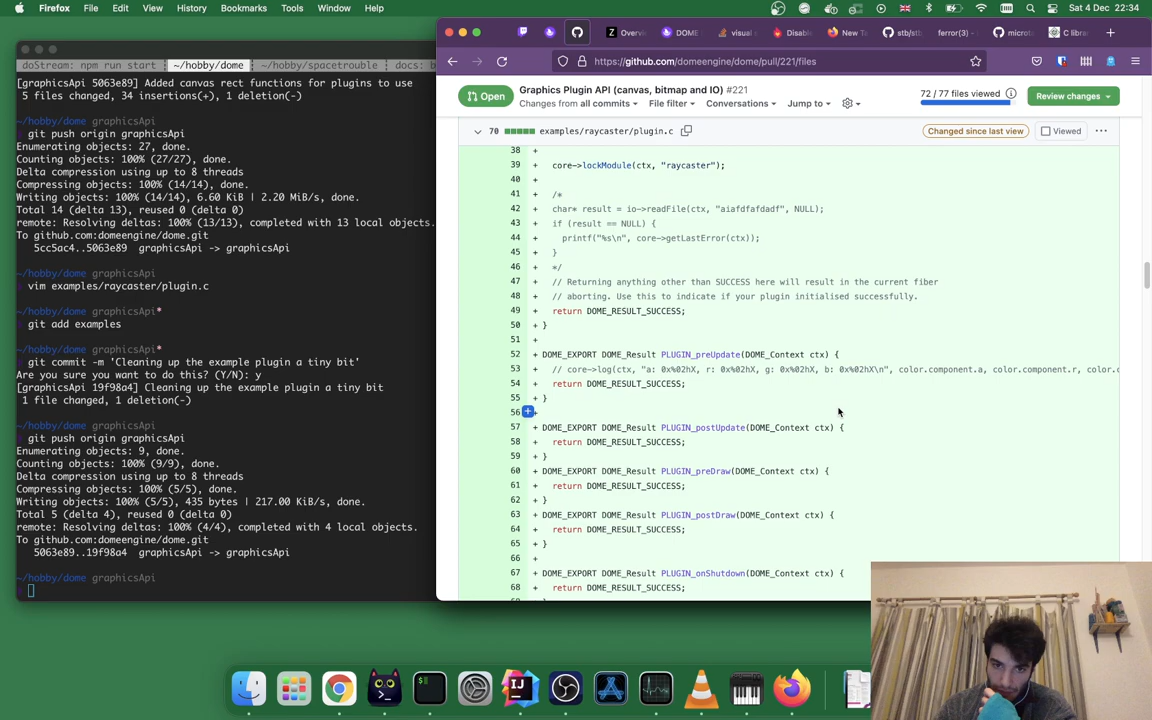 Firefox File Edit View History Bookmarks Tools Window Help Sat 4 Dec 22:34
doStream: npm run start ~/hobby/dome ~/hobby/spacetrouble docs: b
[graphicsApi 5063e89] Added canvas rect functions for plugins to use
5 files changed, 34 insertions(+), 1 deletion(-)
~/hobby/dome graphicsApi
git push origin graphicsApi
Enumerating objects: 27, done.
Counting objects: 100% (27/27), done.
Delta compression using up to 8 threads
Compressing objects: 100% (14/14), done.
Writing objects: 100% (15/15), 6.60 KiB | 2.20 MiB/s, done.
Total 14 (delta 13), reused 0 (delta 0)
remote: Resolving deltas: 100% (13/13), completed with 13 local objects.
To github.com:domeengine/dome.git
5cc5ac4..5063e89 graphicsApi -> graphicsApi
~/hobby/dome graphicsApi
vim examples/raycaster/plugin.c
~/hobby/dome graphicsApi*
git add examples
~/hobby/dome graphicsApi*
git commit -m 'Cleaning up the example plugin a tiny bit'
Are you sure you want to do this? (Y/N): y
[graphicsApi 19f98a4] Cleaning up the example plugin a tiny bit
1 file changed, 1 deletion(-)
~/hobby/dome graphicsApi
git push origin graphicsApi
Enumerating objects: 9, done.
Counting objects: 100% (9/9), done.
Delta compression using up to 8 threads
Compressing objects: 100% (5/5), done.
Writing objects: 100% (5/5), 435 bytes | 217.00 KiB/s, done.
Total 5 (delta 4), reused 0 (delta 0)
remote: Resolving deltas: 100% (4/4), completed with 4 local objects.
To github.com:domeengine/dome.git
5063e89..19f98a4 graphicsApi -> graphicsApi
~/hobby/dome graphicsApi
Overvi DOME visual Disabl New Ta stb/stb ferror(3) - microt C libra
https://github.com/domeengine/dome/pull/221/files
Open Graphics Plugin API (canvas, bitmap and IO) #221 72 / 77 files viewed Review changes
Changes from all commits File filter Conversations Jump to
70 examples/raycaster/plugin.c Changed since last view Viewed
38 +
39 + core->lockModule(ctx, "raycaster");
40 +
41 + /*
42 + char* result = io->readFile(ctx, "aiafdfafdadf", NULL);
43 + if (result == NULL) {
44 + printf("%s\n", core->getLastError(ctx));
45 + }
46 + */
47 + // Returning anything other than SUCCESS here will result in the current fiber
48 + // aborting. Use this to indicate if your plugin initialised successfully.
49 + return DOME_RESULT_SUCCESS;
50 + }
51 +
52 + DOME_EXPORT DOME_Result PLUGIN_preUpdate(DOME_Context ctx) {
53 + // core->log(ctx, "a: 0x%02hX, r: 0x%02hX, g: 0x%02hX, b: 0x%02hX\n", color.component.a, color.component.r, color.c
54 + return DOME_RESULT_SUCCESS;
55 + }
56 +
57 + DOME_EXPORT DOME_Result PLUGIN_postUpdate(DOME_Context ctx) {
58 + return DOME_RESULT_SUCCESS;
59 + }
60 + DOME_EXPORT DOME_Result PLUGIN_preDraw(DOME_Context ctx) {
61 + return DOME_RESULT_SUCCESS;
62 + }
63 + DOME_EXPORT DOME_Result PLUGIN_postDraw(DOME_Context ctx) {
64 + return DOME_RESULT_SUCCESS;
65 + }
66 +
67 + DOME_EXPORT DOME_Result PLUGIN_onShutdown(DOME_Context ctx) {
68 + return DOME_RESULT_SUCCESS;